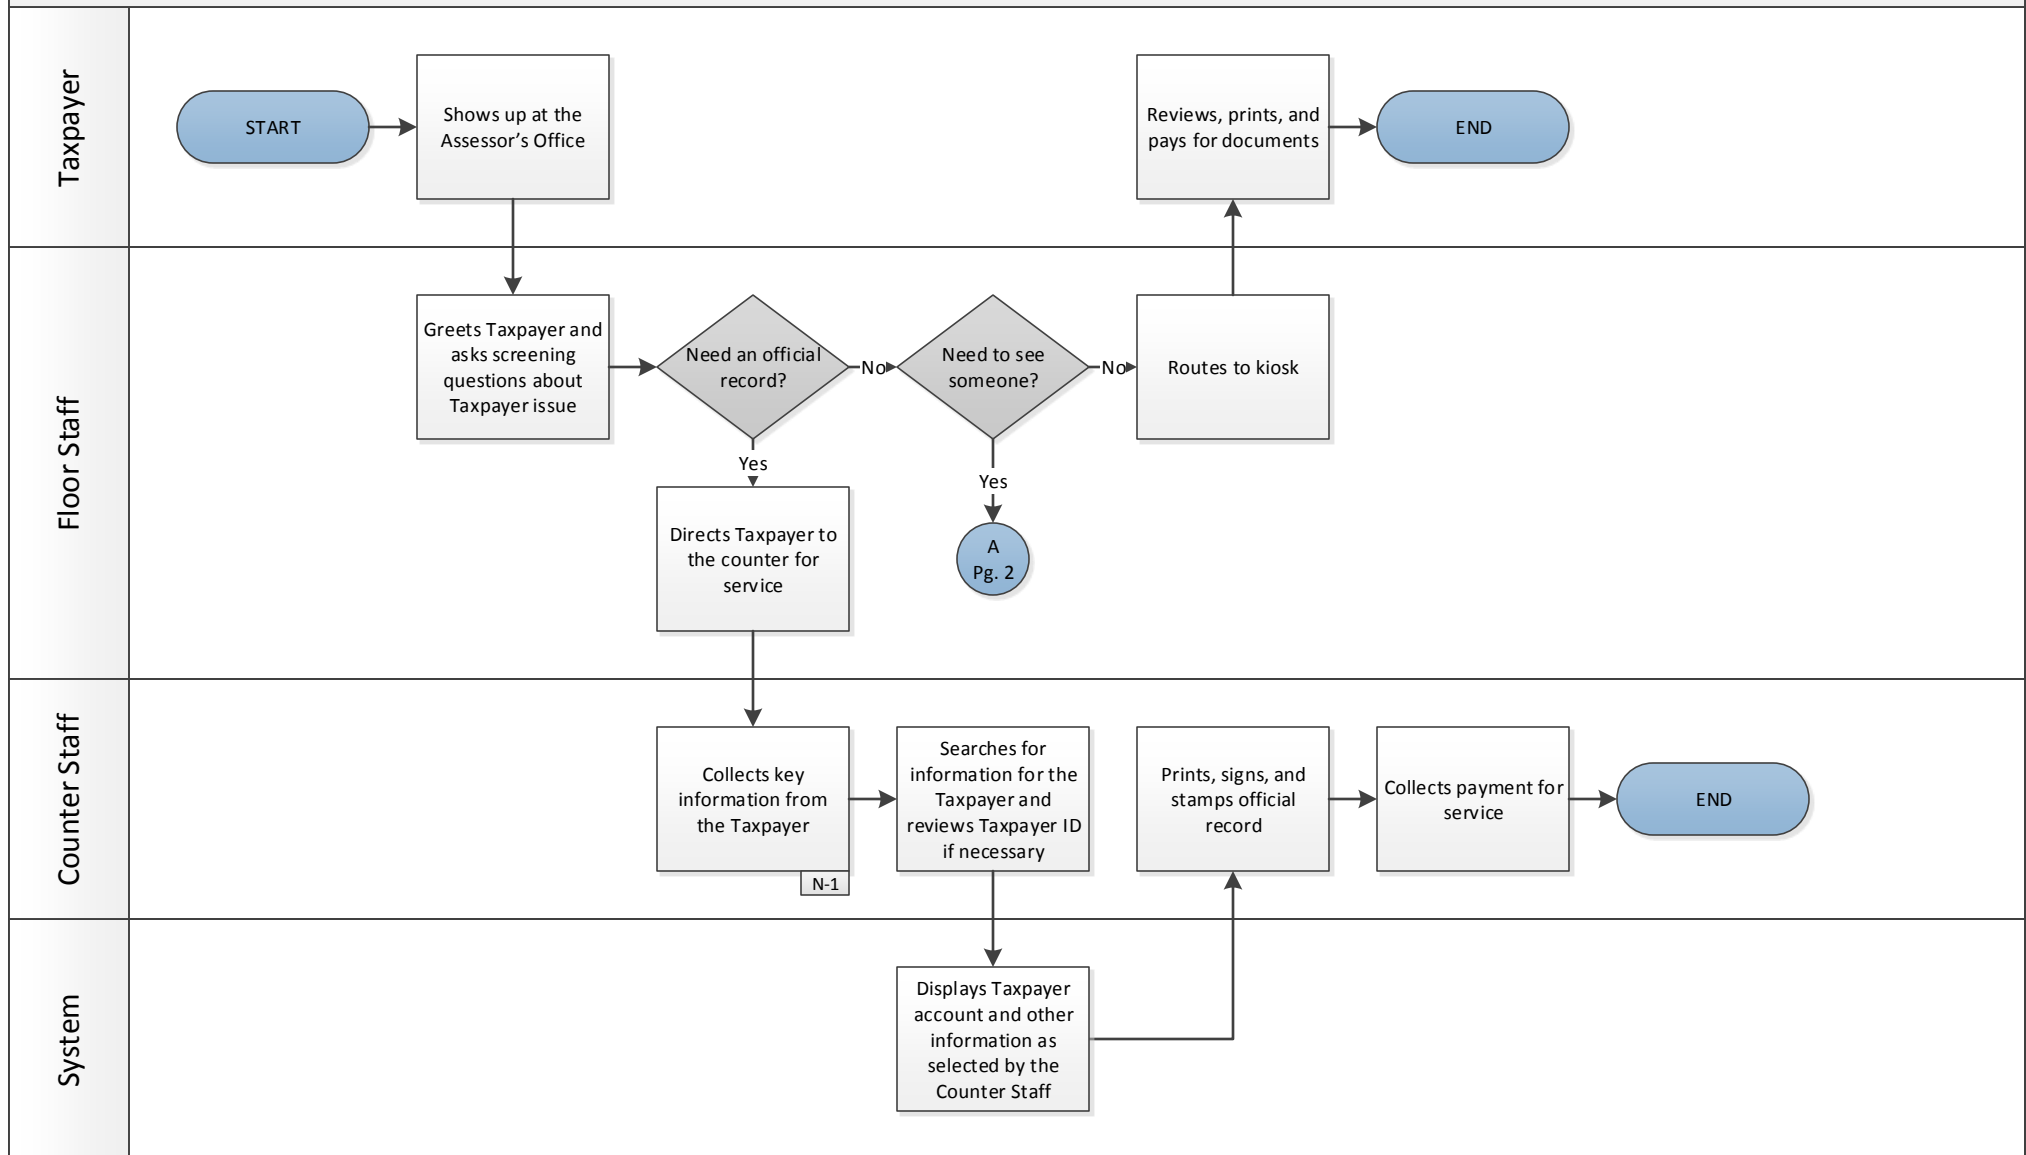 Taxpayer
START
Shows up at the
Assessor’s Office
Reviews, prints, and
pays for documents
END
Floor Staff
Greets Taxpayer and
asks screening
questions about
Taxpayer issue
Need an official
record?
No
Need to see
someone?
No
Routes to kiosk
Yes
Yes
Directs Taxpayer to
the counter for
service
A
Pg. 2
Counter Staff
Collects key
information from
the Taxpayer
N-1
Searches for
information for the
Taxpayer and
reviews Taxpayer ID
if necessary
Prints, signs, and
stamps official
record
Collects payment for
service
END
System
Displays Taxpayer
account and other
information as
selected by the
Counter Staff